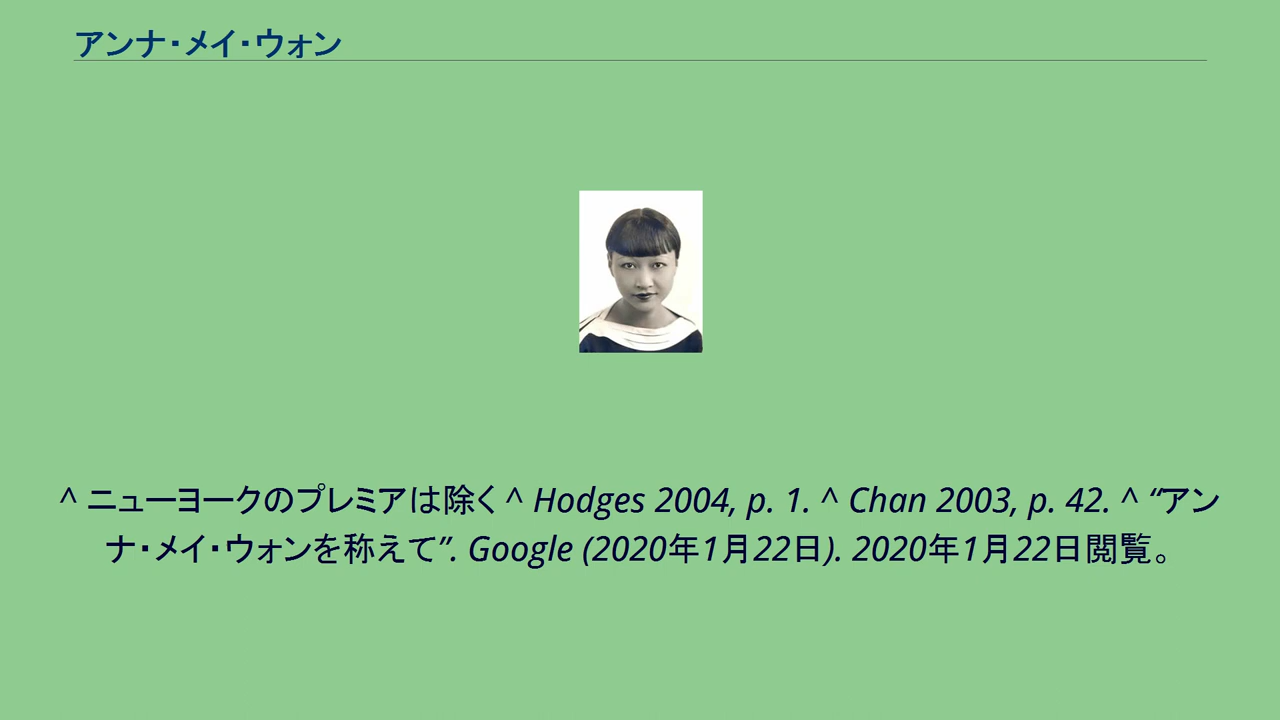 アンナ・メイ・ウォン
^ ニューヨークのプレミアは除く ^ Hodges 2004, p. 1. ^ Chan 2003, p. 42. ^ “アン
ナ・メイ・ウォンを称えて”. Google (2020年1月22日). 2020年1月22日閲覧。